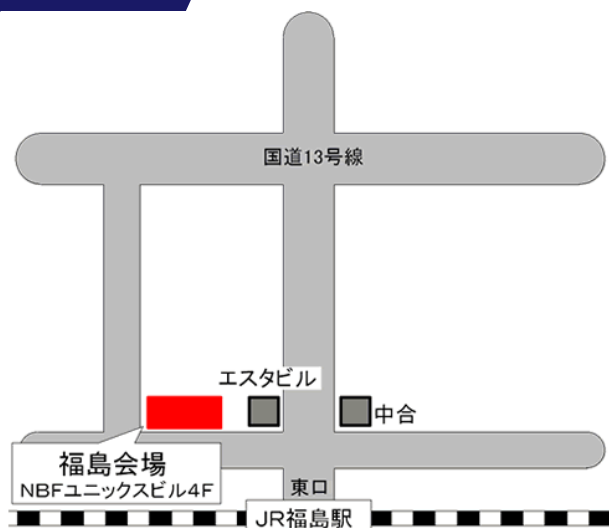 国道13号線
エスタビル
中合
福島会場
NBFユニックスビル4F
東口
JR福島駅